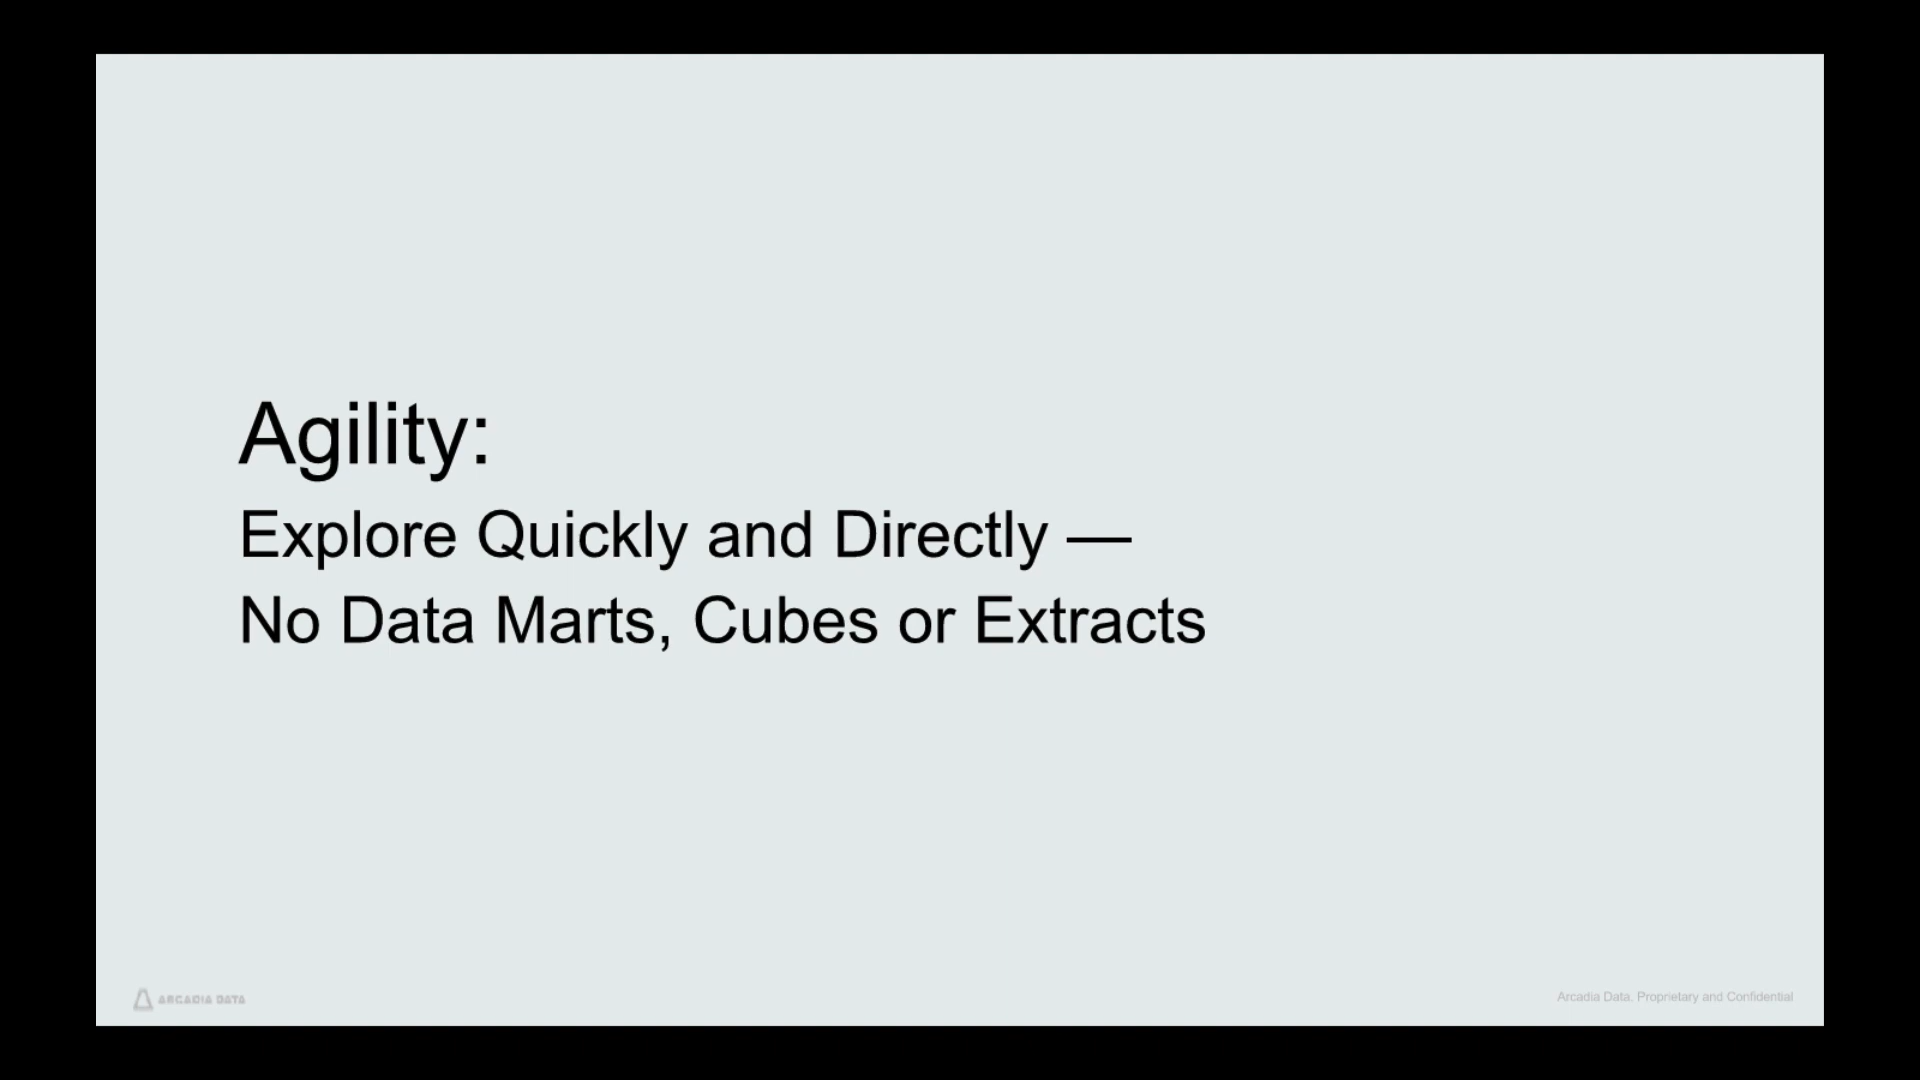 Agility:
Explore Quickly and Directly —
No Data Marts, Cubes or Extracts
ARCADIA DATA
Arcadia Data. Proprietary and Confidential